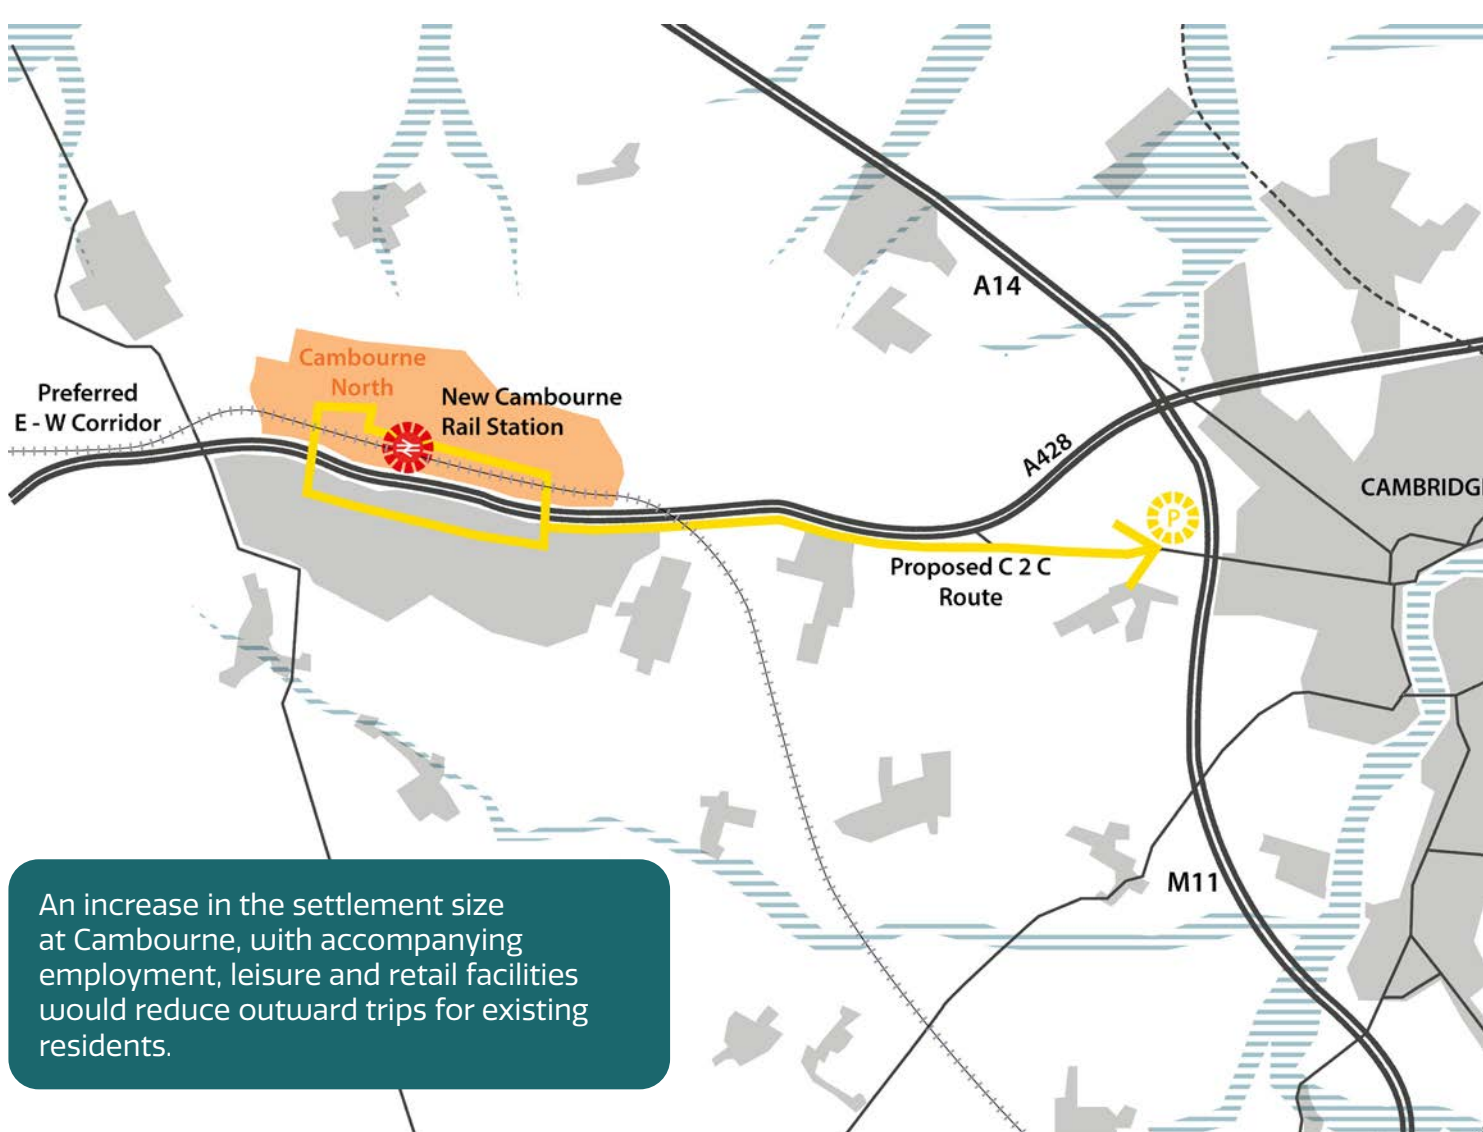 A14
Cambourne
North
New Cambourne
Rail Station
Preferred
E - W Corridor
A428
CAMBRIDG
P
Proposed C 2 C
Route
M11
An increase in the settlement size
at Cambourne, with accompanying
employment, leisure and retail facilities
would reduce outward trips for existing
residents.